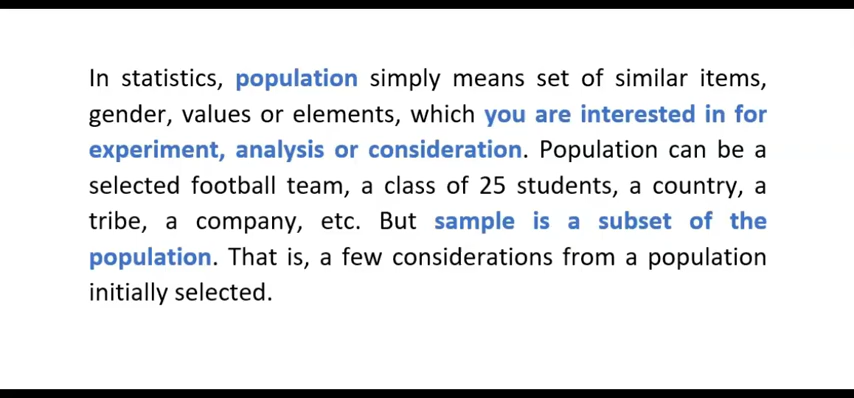 In statistics, population simply means set of similar items,
gender, values or elements, which you are interested in for
experiment, analysis or consideration. Population can be a
selected football team, a class of 25 students, a country, a
tribe, a company, etc. But sample is a subset of the
population. That is, a few considerations from a population
initially selected.